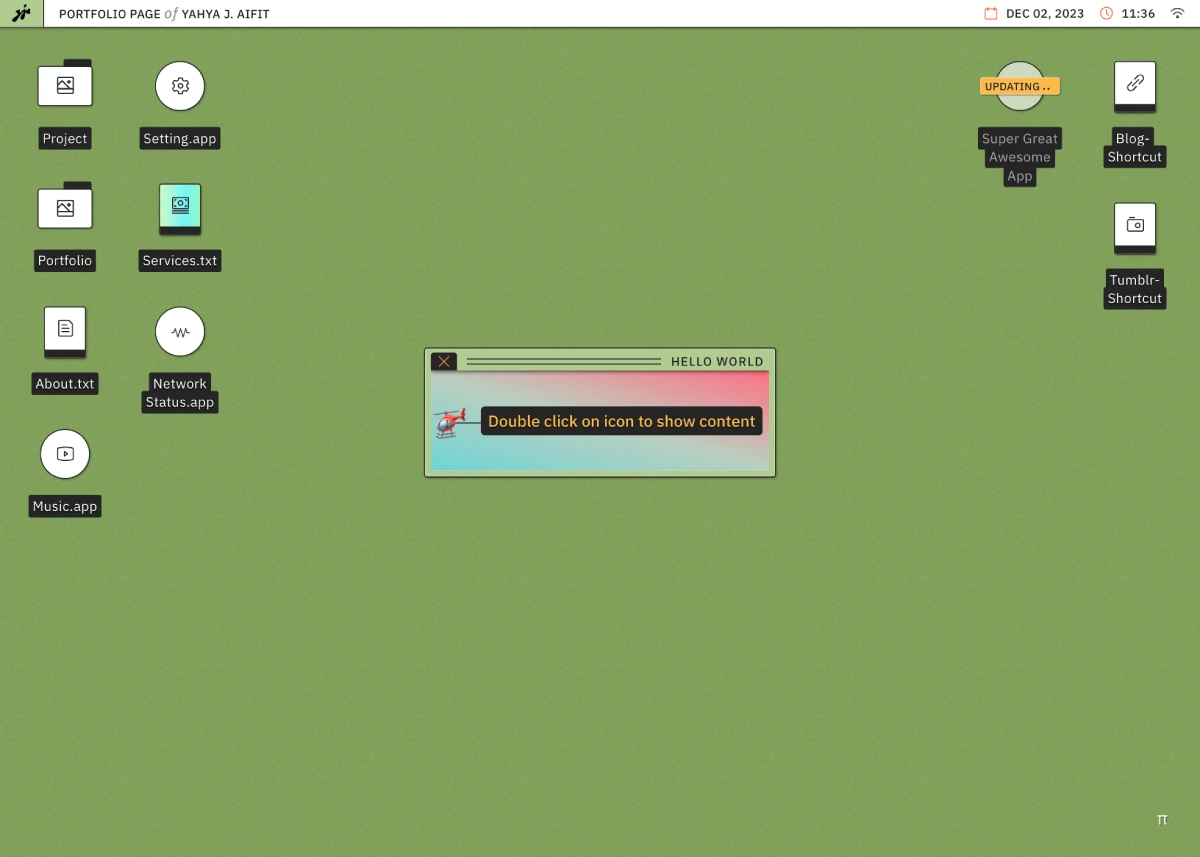 PORTFOLIO PAGE of YAHYA J. AIFIT
DEC 02, 2023
11:36
Project
Setting.app
Portfolio
Services.txt
About.txt
Network
Status.app
Music.app
UPDATING ..
Super Great
Awesome
App
Blog-
Shortcut
Tumblr-
Shortcut
HELLO WORLD
Double click on icon to show content
π